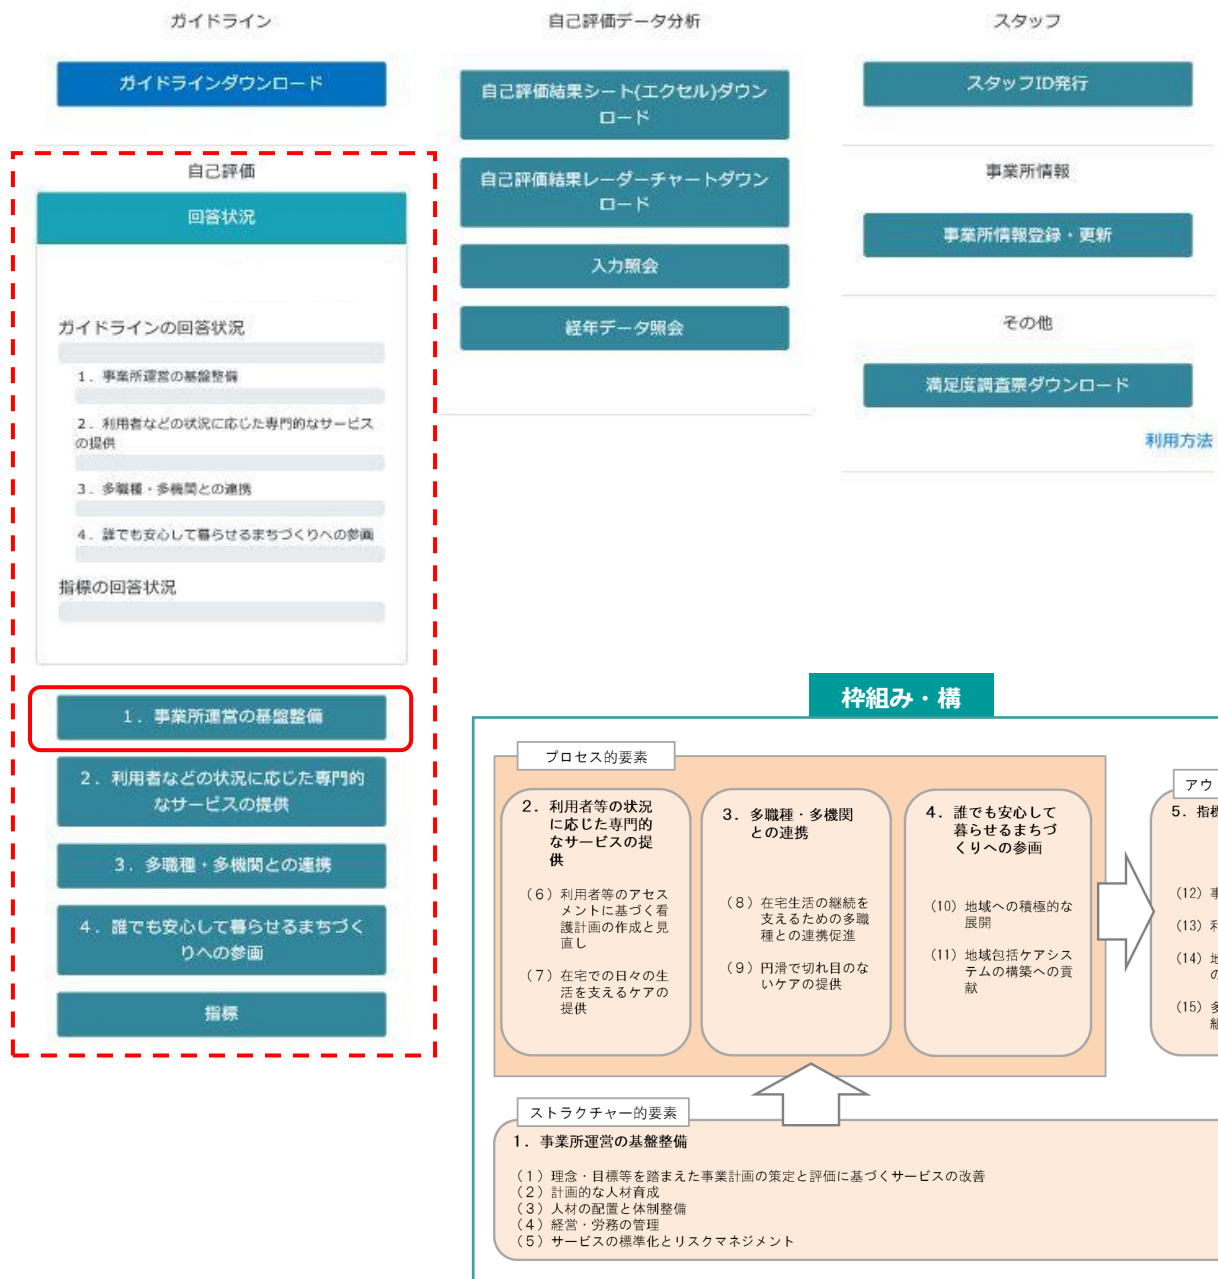 ガイドライン
ガイドラインダウンロード
自己評価
回答状況
ガイドラインの回答状況
1．事業所運営の基盤整備
2．利用者などの状況に応じた専門的なサービス
の提供
3．多職種・多機関との連携
4．誰でも安心して暮らせるまちづくりへの参画
指標の回答状況
1．事業所運営の基盤整備
2．利用者などの状況に応じた専門的
なサービスの提供
3．多職種・多機関との連携
4．誰でも安心して暮らせるまちづく
りへの参画
指標
自己評価データ分析
自己評価結果シート(エクセル)ダウン
ロード
自己評価結果レーダーチャートダウン
ロード
入力照会
経年データ照会
スタッフ
スタッフID発行
事業所情報
事業所情報登録・更新
その他
満足度調査票ダウンロード
利用方法
枠組み・構
プロセス的要素
2．利用者等の状況
に応じた専門的
なサービスの提
供
（6）利用者等のアセス
メントに基づく看
護計画の作成と見
直し
（7）在宅での日々の生
活を支えるケアの
提供
3．多職種・多機関
との連携
（8）在宅生活の継続を
支えるための多職
種との連携促進
（9）円滑で切れ目のな
いケアの提供
4．誰でも安心して
暮らせるまちづ
くりへの参画
（10）地域への積極的な
展開
（11）地域包括ケアシス
テムの構築への貢
献
アウ
5．指標
（12）事
（13）利
（14）地
の
（15）多
ストラクチャー的要素
1．事業所運営の基盤整備
（1）理念・目標等を踏まえた事業計画の策定と評価に基づくサービスの改善
（2）計画的な人材育成
（3）人材の配置と体制整備
（4）経営・労務の管理
（5）サービスの標準化とリスクマネジメント